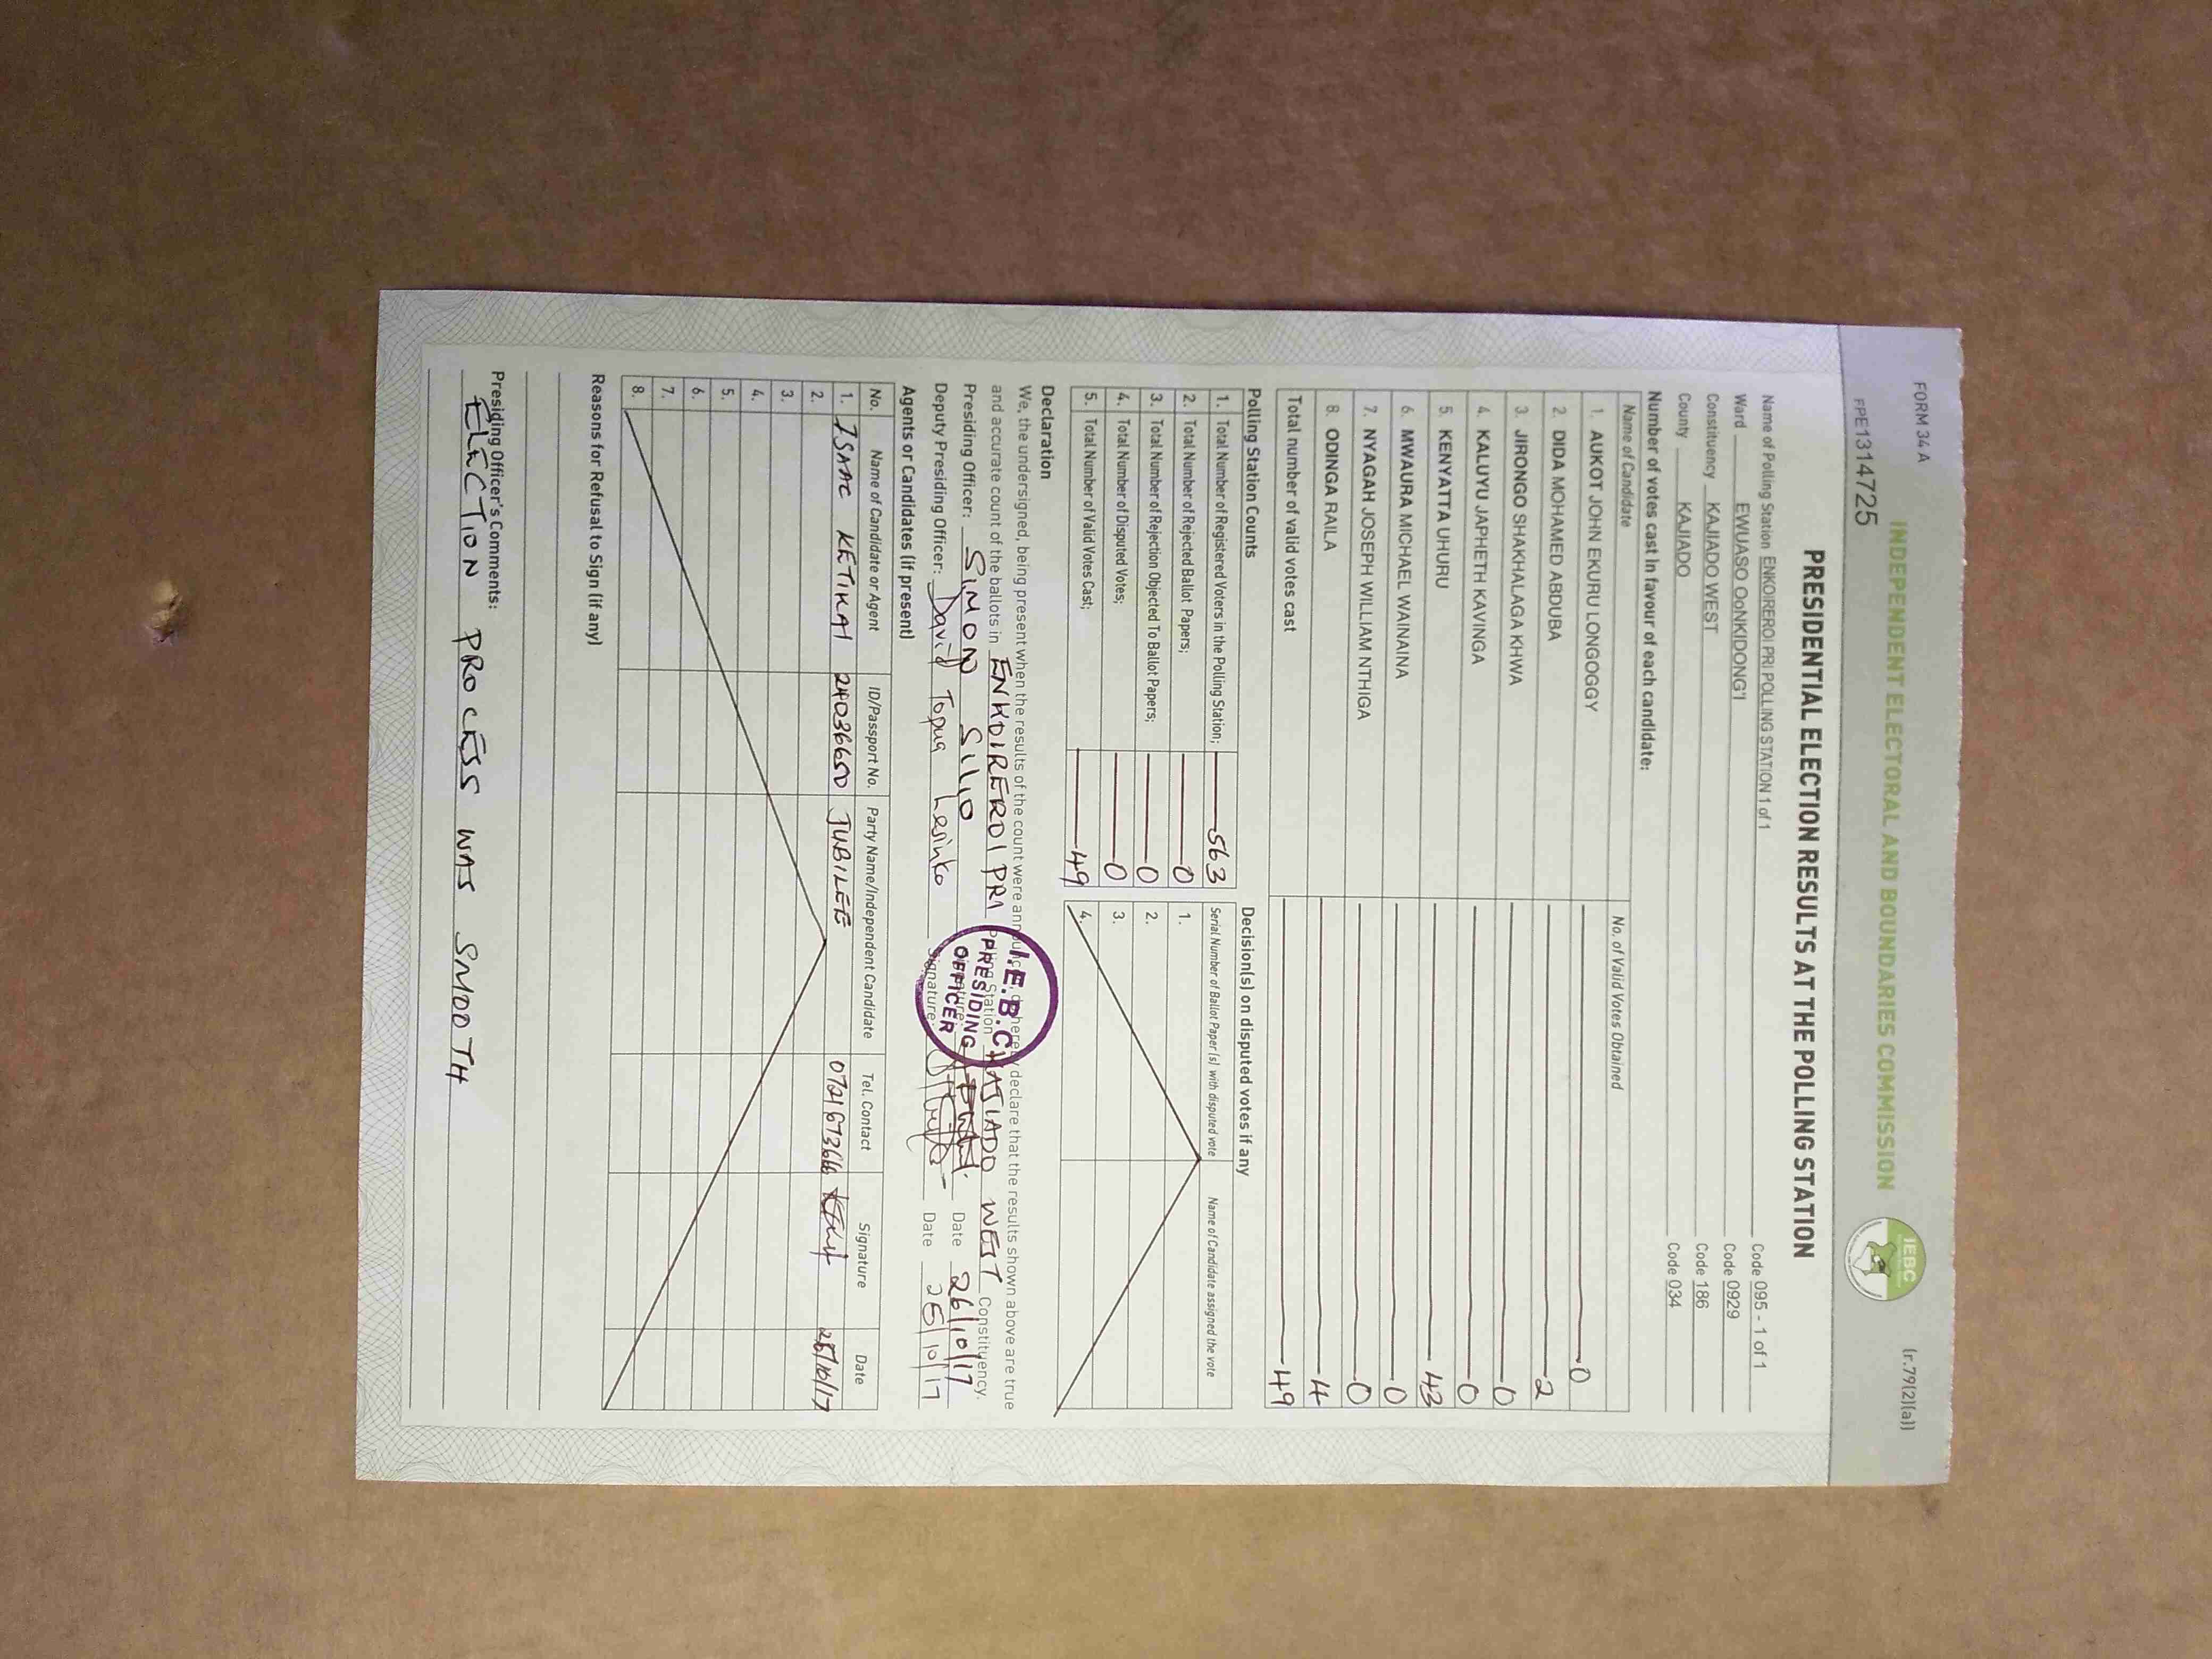 FORM 34 A
(r.79(2)(a))
INDEPENDENT ELECTORAL AND BOUNDARIES COMMISSION
IEBC
FPE1314725
PRESIDENTIAL ELECTION RESULTS AT THE POLLING STATION
Name of Polling Station ENKOIREROI PRI POLLING STATION 1 of 1 Code 095 - 1 of 1
Ward EWUASO OoNKIDONG'I Code 0929
Constituency KAJIADO WEST Code 186
County KAJIADO Code 034
Number of votes cast in favour of each candidate:
Name of Candidate No. of Valid Votes Obtained
1. AUKOT JOHN EKURU LONGOGGY 0
2. DIDA MOHAMED ABDUBA 2
3. JIRONGO SHAKHALAGA KHWA 0
4. KALUYU JAPHETH KAVINGA 0
5. KENYATTA UHURU 43
6. MWAURA MICHAEL WAINAINA 0
7. NYAGAH JOSEPH WILLIAM NTHIGA 0
8. ODINGA RAILA 4
Total number of valid votes cast 49
Polling Station Counts Decision(s) on disputed votes if any
1. Total Number of Registered Voters in the Polling Station; 563 Serial Number of Ballot Paper (s) with disputed vote Name of Candidate assigned the vote
2. Total Number of Rejected Ballot Papers; 0 1.
3. Total Number of Rejection Objected To Ballot Papers; 0 2.
4. Total Number of Disputed Votes; 0 3.
5. Total Number of Valid Votes Cast; 49 4.
Declaration
We, the undersigned, being present when the results of the count were announced, do hereby declare that the results shown above are true
and accurate count of the ballots in ENKOIREROI PRI Polling Station KAJIADO WEST Constituency.
Presiding Officer: SIMON Sillo Signature: Date 26/10/17
Deputy Presiding Officer: David Topua Lesinko Signature: Date 26/10/17
I.E.B.C
PRESIDING
OFFICER
Agents or Candidates (if present)
No. Name of Candidate or Agent ID/Passport No. Party Name/Independent Candidate Tel. Contact Signature Date
1. ISAAC KETIKAI 24036650 JUBILEE 26/10/17
2.
3.
4.
5.
6.
7.
8.
Reasons for Refusal to Sign (if any)
Presiding Officer's Comments:
ELECTION PROCESS WAS SMOOTH